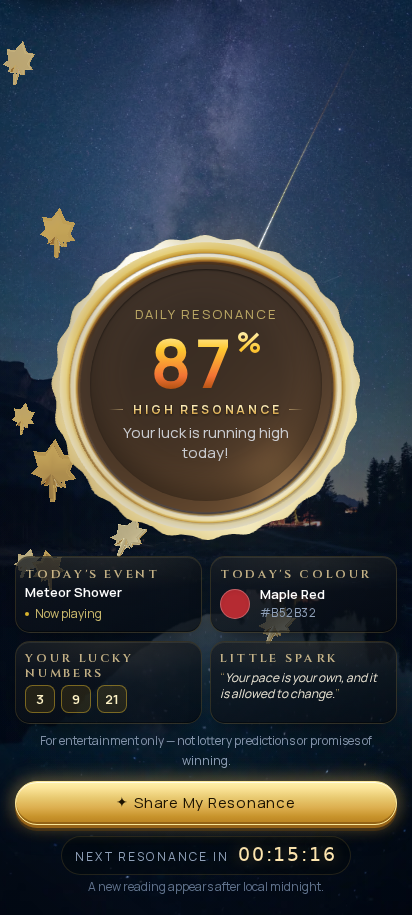 DAILY RESONANCE
87%
HIGH RESONANCE
Your luck is running high
today!
TODAY'S EVENT
Meteor Shower
• Now playing
TODAY'S COLOUR
Maple Red
#B52B32
YOUR LUCKY
NUMBERS
3 9 21
LITTLE SPARK
"Your pace is your own, and it
is allowed to change."
For entertainment only — not lottery predictions or promises of
winning.
✦ Share My Resonance
NEXT RESONANCE IN 00:15:16
A new reading appears after local midnight.